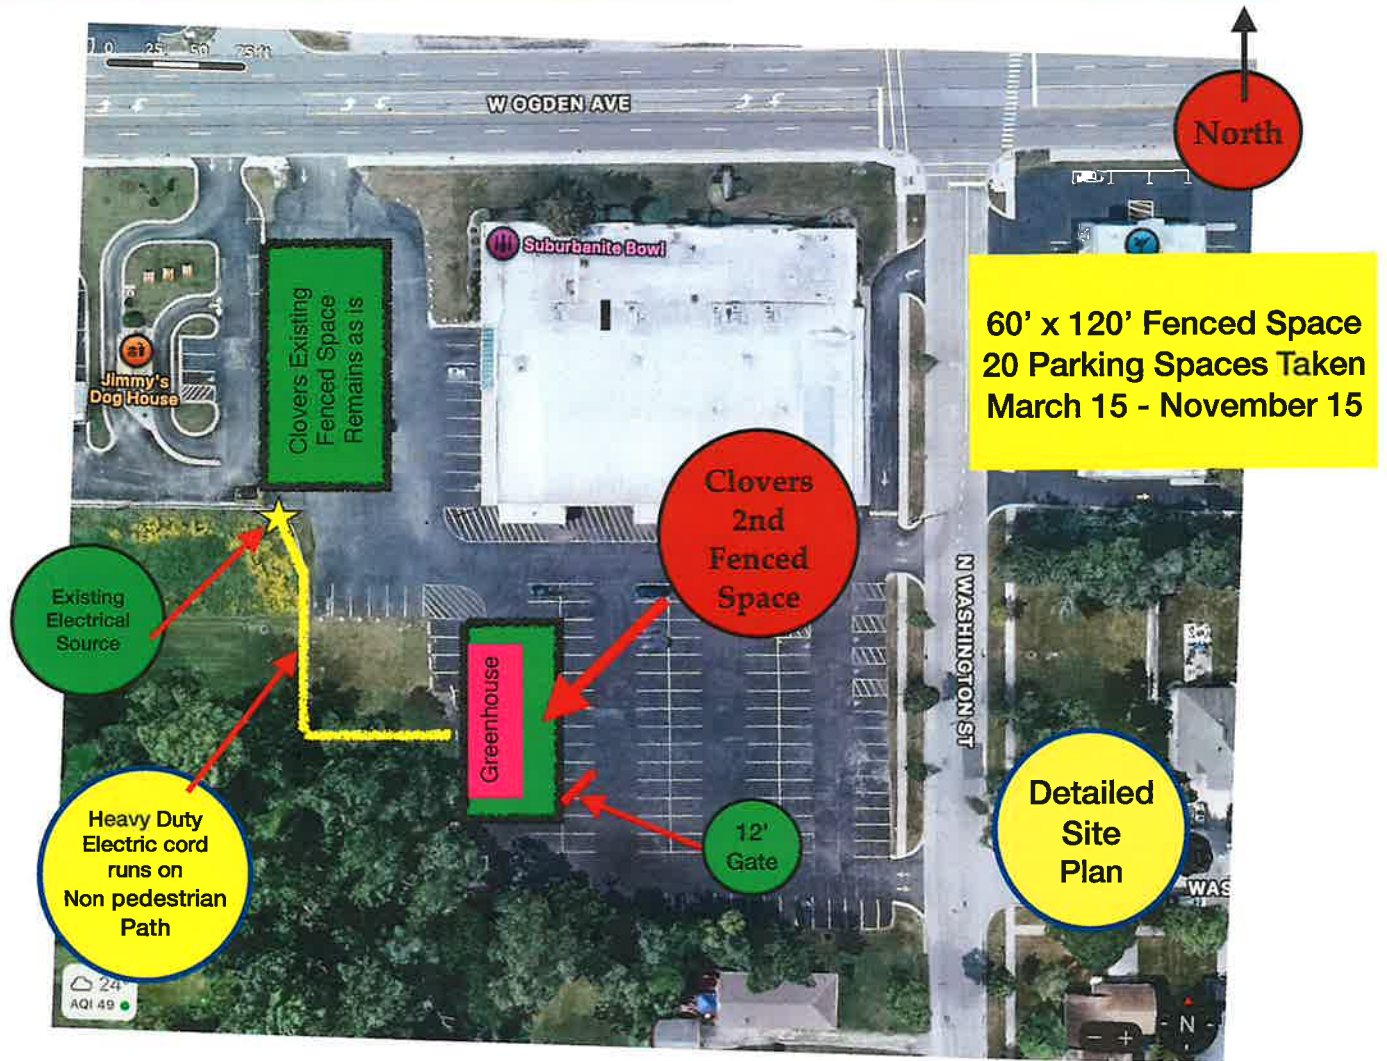 0 25 50 75ft
W OGDEN AVE
North
Suburbanite Bowl
Clovers Existing
Fenced Space
Remains as is
Jimmy's
Dog House
60' x 120' Fenced Space
20 Parking Spaces Taken
March 15 - November 15
Clovers
2nd
Fenced
Space
Existing
Electrical
Source
N WASHINGTON ST
Greenhouse
12'
Gate
Detailed
Site
Plan
Heavy Duty
Electric cord
runs on
Non pedestrian
Path
WAS
24°
AQI 49
- +
N